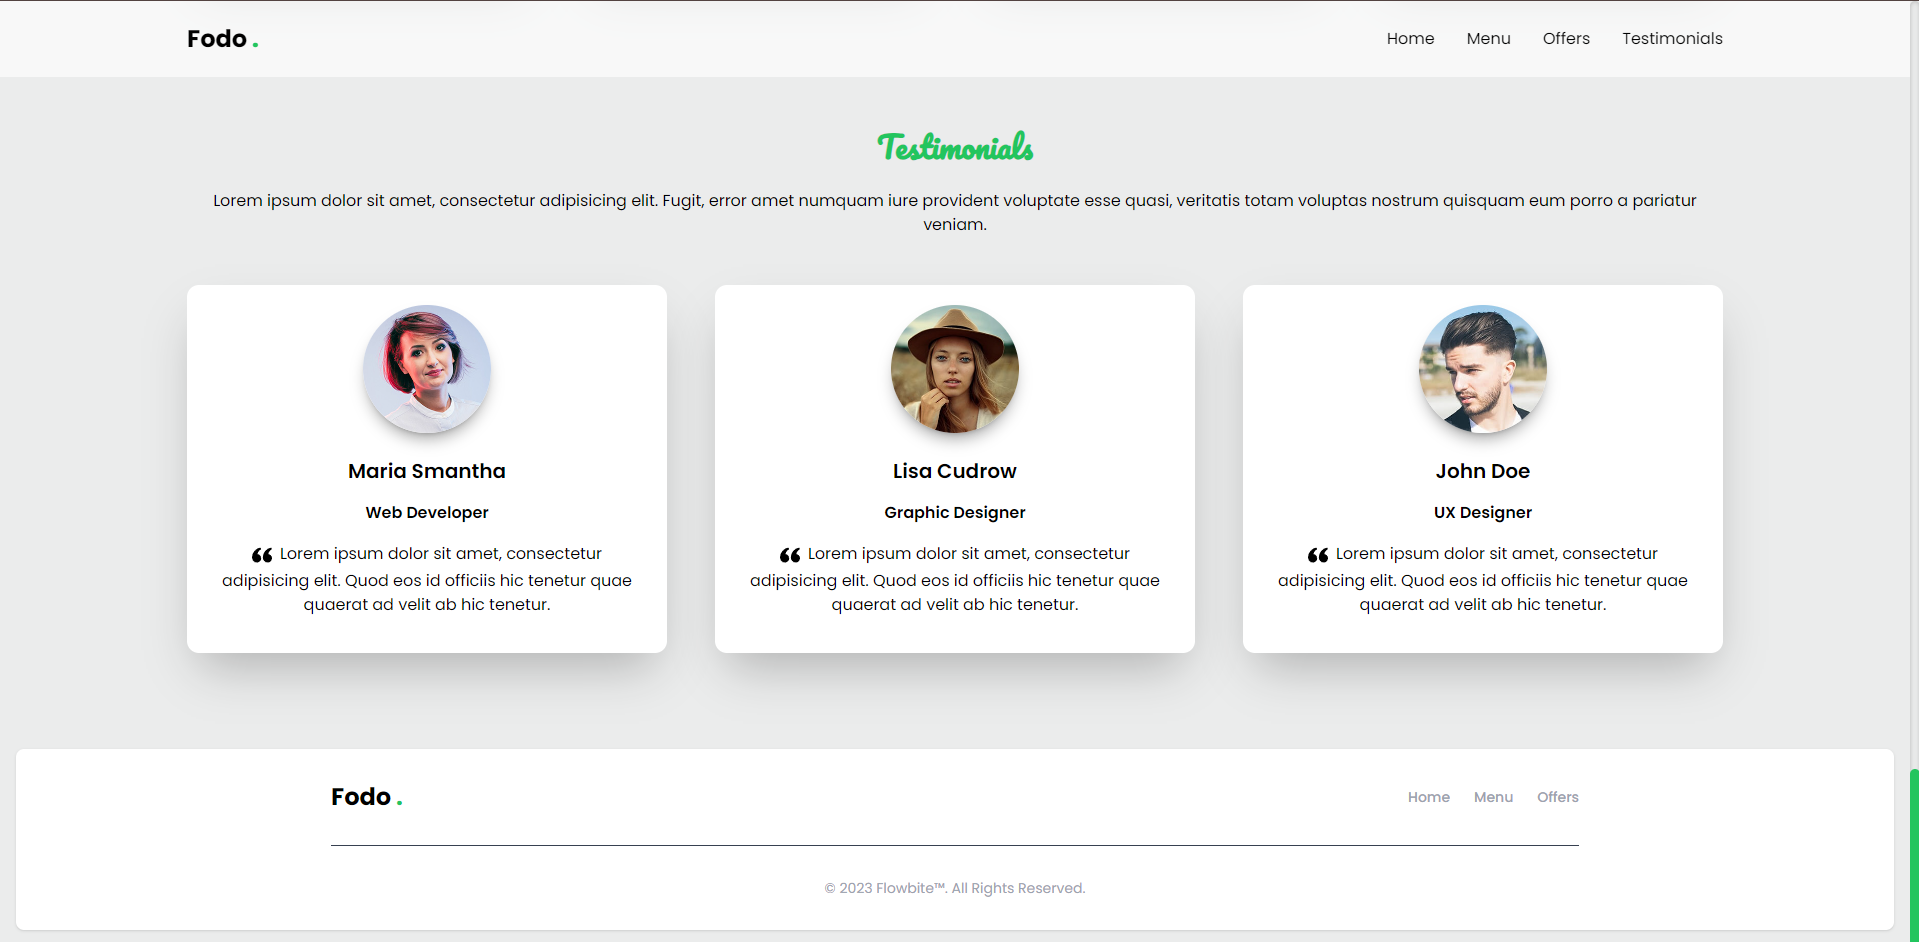 Fodo .
Home Menu Offers Testimonials
Testimonials
Lorem ipsum dolor sit amet, consectetur adipisicing elit. Fugit, error amet numquam iure provident voluptate esse quasi, veritatis totam voluptas nostrum quisquam eum porro a pariatur
veniam.
Maria Smantha
Web Developer
“ Lorem ipsum dolor sit amet, consectetur
adipisicing elit. Quod eos id officiis hic tenetur quae
quaerat ad velit ab hic tenetur.
Lisa Cudrow
Graphic Designer
“ Lorem ipsum dolor sit amet, consectetur
adipisicing elit. Quod eos id officiis hic tenetur quae
quaerat ad velit ab hic tenetur.
John Doe
UX Designer
“ Lorem ipsum dolor sit amet, consectetur
adipisicing elit. Quod eos id officiis hic tenetur quae
quaerat ad velit ab hic tenetur.
Fodo .
Home Menu Offers
© 2023 Flowbite™. All Rights Reserved.